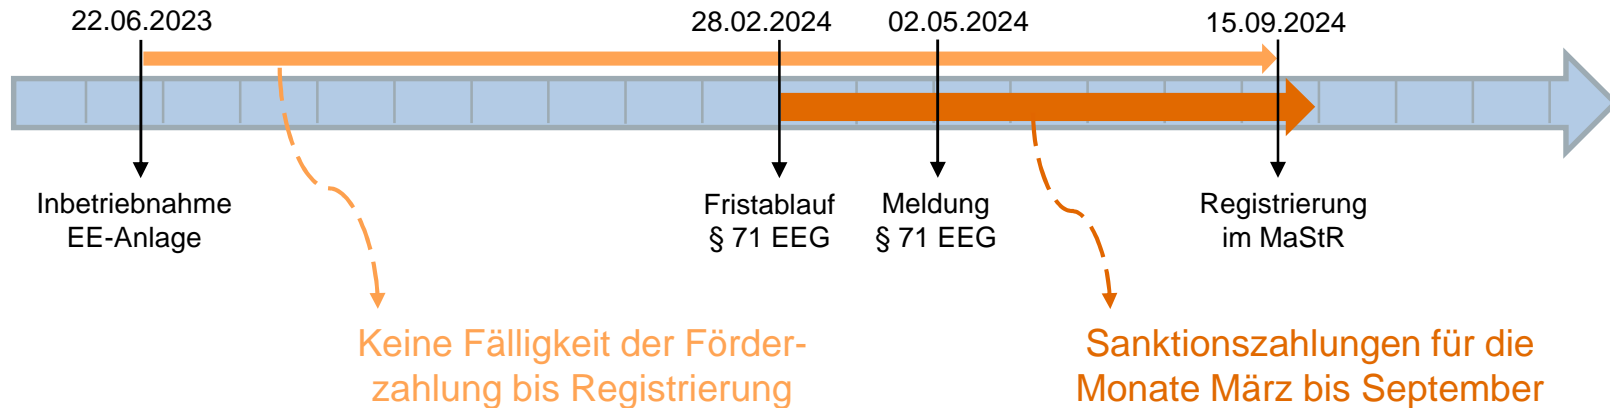 22.06.2023
28.02.2024
02.05.2024
15.09.2024
Inbetriebnahme
EE-Anlage
Fristablauf
§ 71 EEG
Meldung
§ 71 EEG
Registrierung
im MaStR
Keine Fälligkeit der Förder-
zahlung bis Registrierung
Sanktionszahlungen für die
Monate März bis September